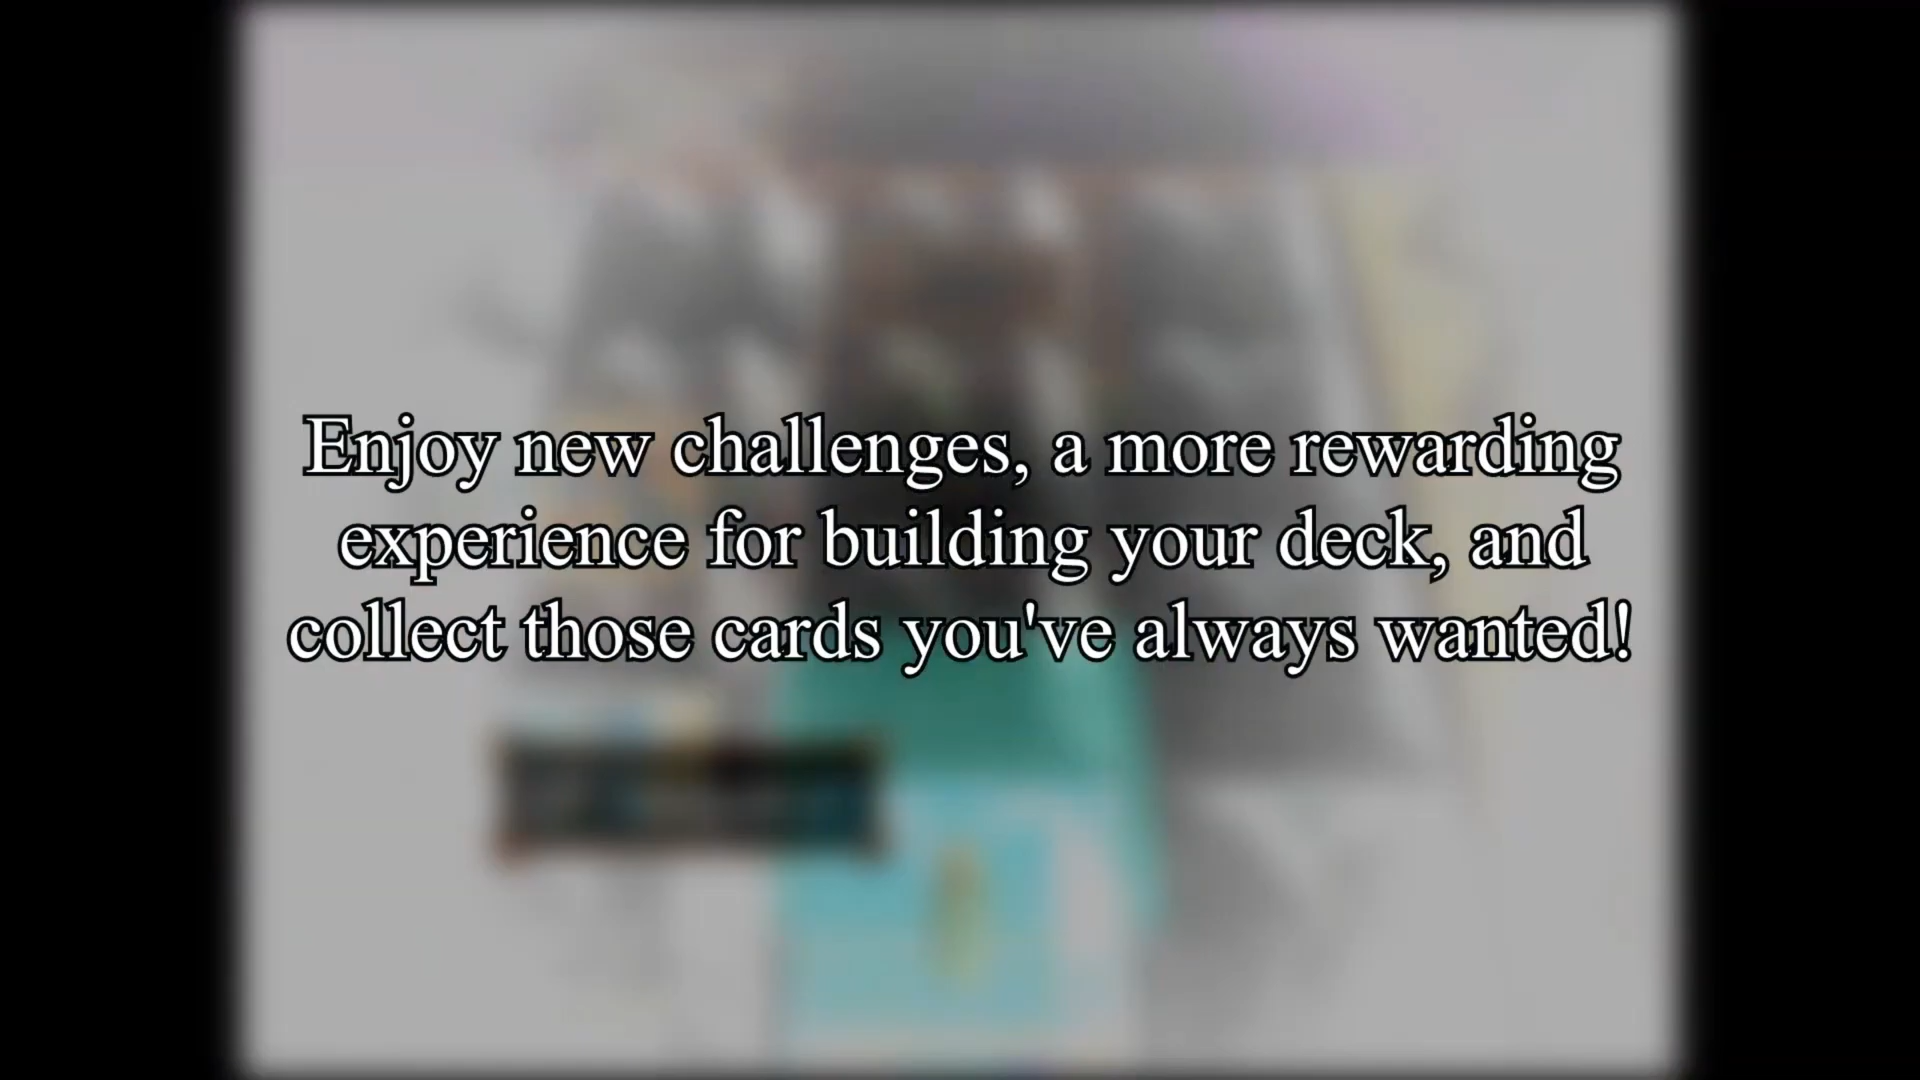 Enjoy new challenges, a more rewarding
experience for building your deck, and
collect those cards you've always wanted!